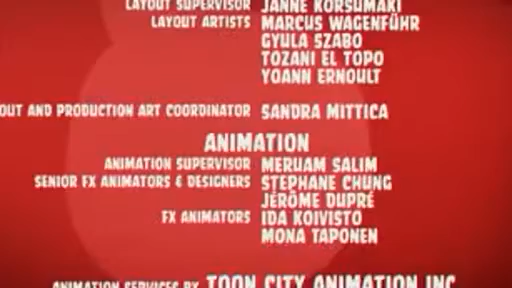 LAYOUT SUPERVISOR JANNE KORSUMÄKI
LAYOUT ARTISTS MARCUS WAGENFÜHR
GYULA SZABO
TOZANI EL TOPO
YOANN ERNOULT
OUT AND PRODUCTION ART COORDINATOR SANDRA MITTICA
ANIMATION
ANIMATION SUPERVISOR MERUAM SALIM
SENIOR FX ANIMATORS & DESIGNERS STEPHANE CHUNG
JÉRÔME DUPRÉ
FX ANIMATORS IDA KOIVISTO
MONA TAPONEN
ANIMATION SERVICES BY TOON CITY ANIMATION INC